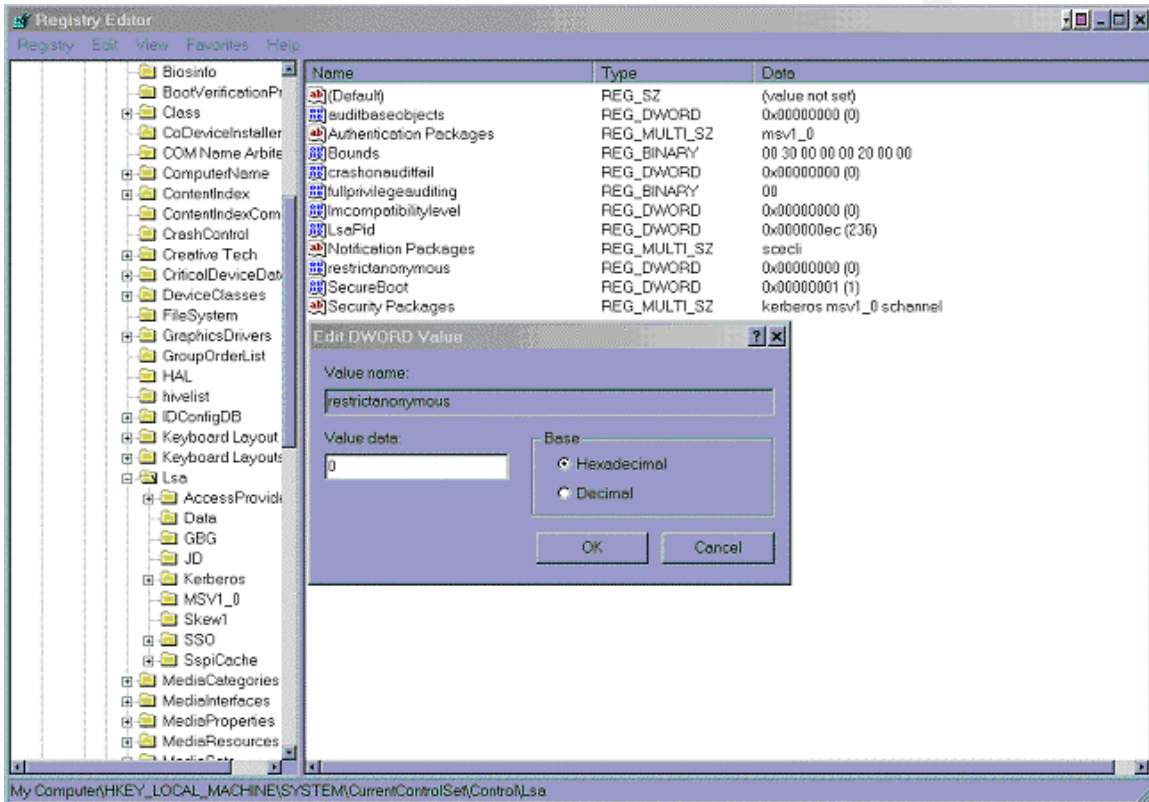 Registry Editor
Registry Edit View Favorites Help
Biosinfo
BootVerificationPr
Class
CoDeviceInstaller
COM Name Arbite
ComputerName
ContentIndex
ContentIndexCom
CrashControl
Creative Tech
CriticalDeviceData
DeviceClasses
FileSystem
GraphicsDrivers
GroupOrderList
HAL
hivelist
IDConfigDB
Keyboard Layout
Keyboard Layouts
Lsa
AccessProvide
Data
GBG
JD
Kerberos
MSV1_0
Skew1
SSO
SspiCache
MediaCategories
MediaInterfaces
MediaProperties
MediaResources
Name Type Data
(Default) REG_SZ (value not set)
auditbaseobjects REG_DWORD 0x00000000 (0)
Authentication Packages REG_MULTI_SZ msv1_0
Bounds REG_BINARY 00 30 00 00 00 20 00 00
crashonauditfail REG_DWORD 0x00000000 (0)
fullprivilegeauditing REG_BINARY 00
lmcompatibilitylevel REG_DWORD 0x00000000 (0)
LsaPid REG_DWORD 0x000000ec (236)
Notification Packages REG_MULTI_SZ scecli
restrictanonymous REG_DWORD 0x00000000 (0)
SecureBoot REG_DWORD 0x00000001 (1)
Security Packages REG_MULTI_SZ kerberos msv1_0 schannel
Edit DWORD Value
Value name:
restrictanonymous
Value data:
0
Base
Hexadecimal
Decimal
OK Cancel
My Computer\HKEY_LOCAL_MACHINE\SYSTEM\CurrentControlSet\Control\Lsa